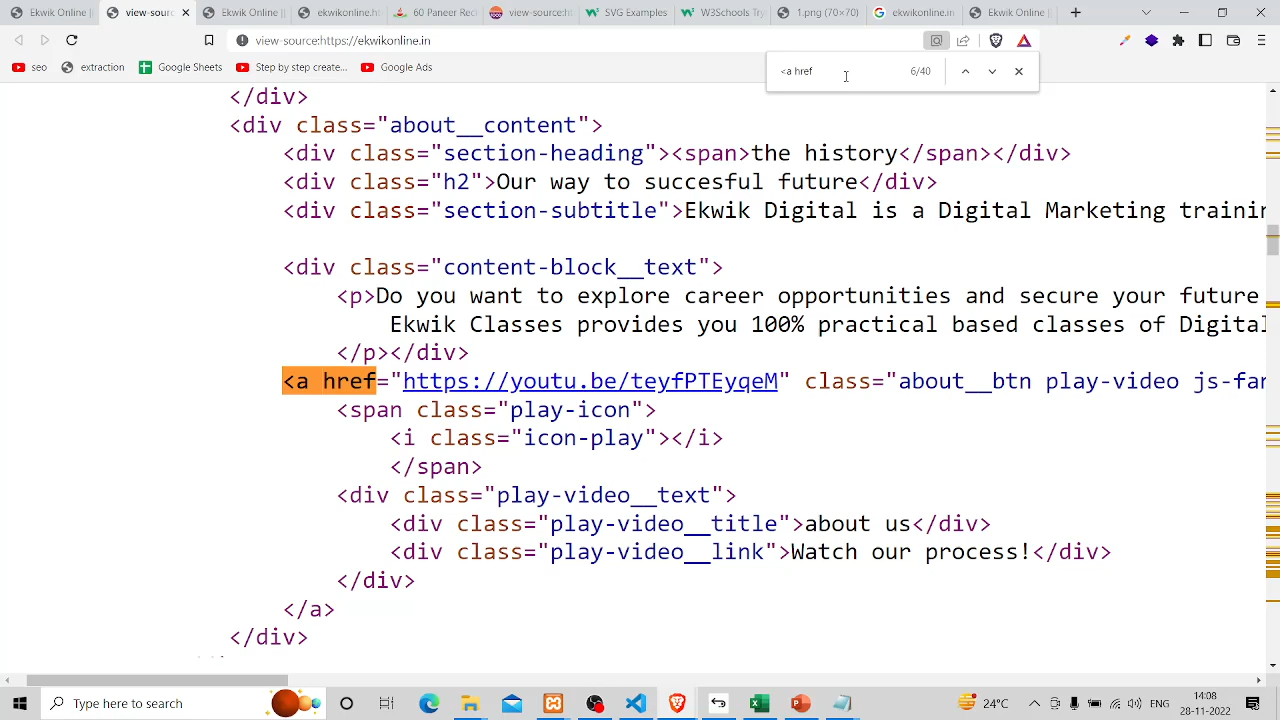 Ekwik Online ||
view-sourc
Ekwik Online |
ekwikonline.
60 Paneer Reci
view-source:ht
SVG Examples
W3Schools Try
1.png (70×70)
ekwikonline.in
Ekwik Online |
view-source:https://ekwikonline.in
seo
extraction
Google Sheets
Step by step create...
Google Ads
<a href
6/40
</div>
<div class="about__content">
<div class="section-heading"><span>the history</span></div>
<div class="h2">Our way to succesful future</div>
<div class="section-subtitle">Ekwik Digital is a Digital Marketing trainin
<div class="content-block__text">
<p>Do you want to explore career opportunities and secure your future
Ekwik Classes provides you 100% practical based classes of Digital
</p></div>
<a href="https://youtu.be/teyfPTEyqeM" class="about__btn play-video js-fan
<span class="play-icon">
<i class="icon-play"></i>
</span>
<div class="play-video__text">
<div class="play-video__title">about us</div>
<div class="play-video__link">Watch our process!</div>
</div>
</a>
</div>
Type here to search
24°C
ENG
14:08
28-11-2022